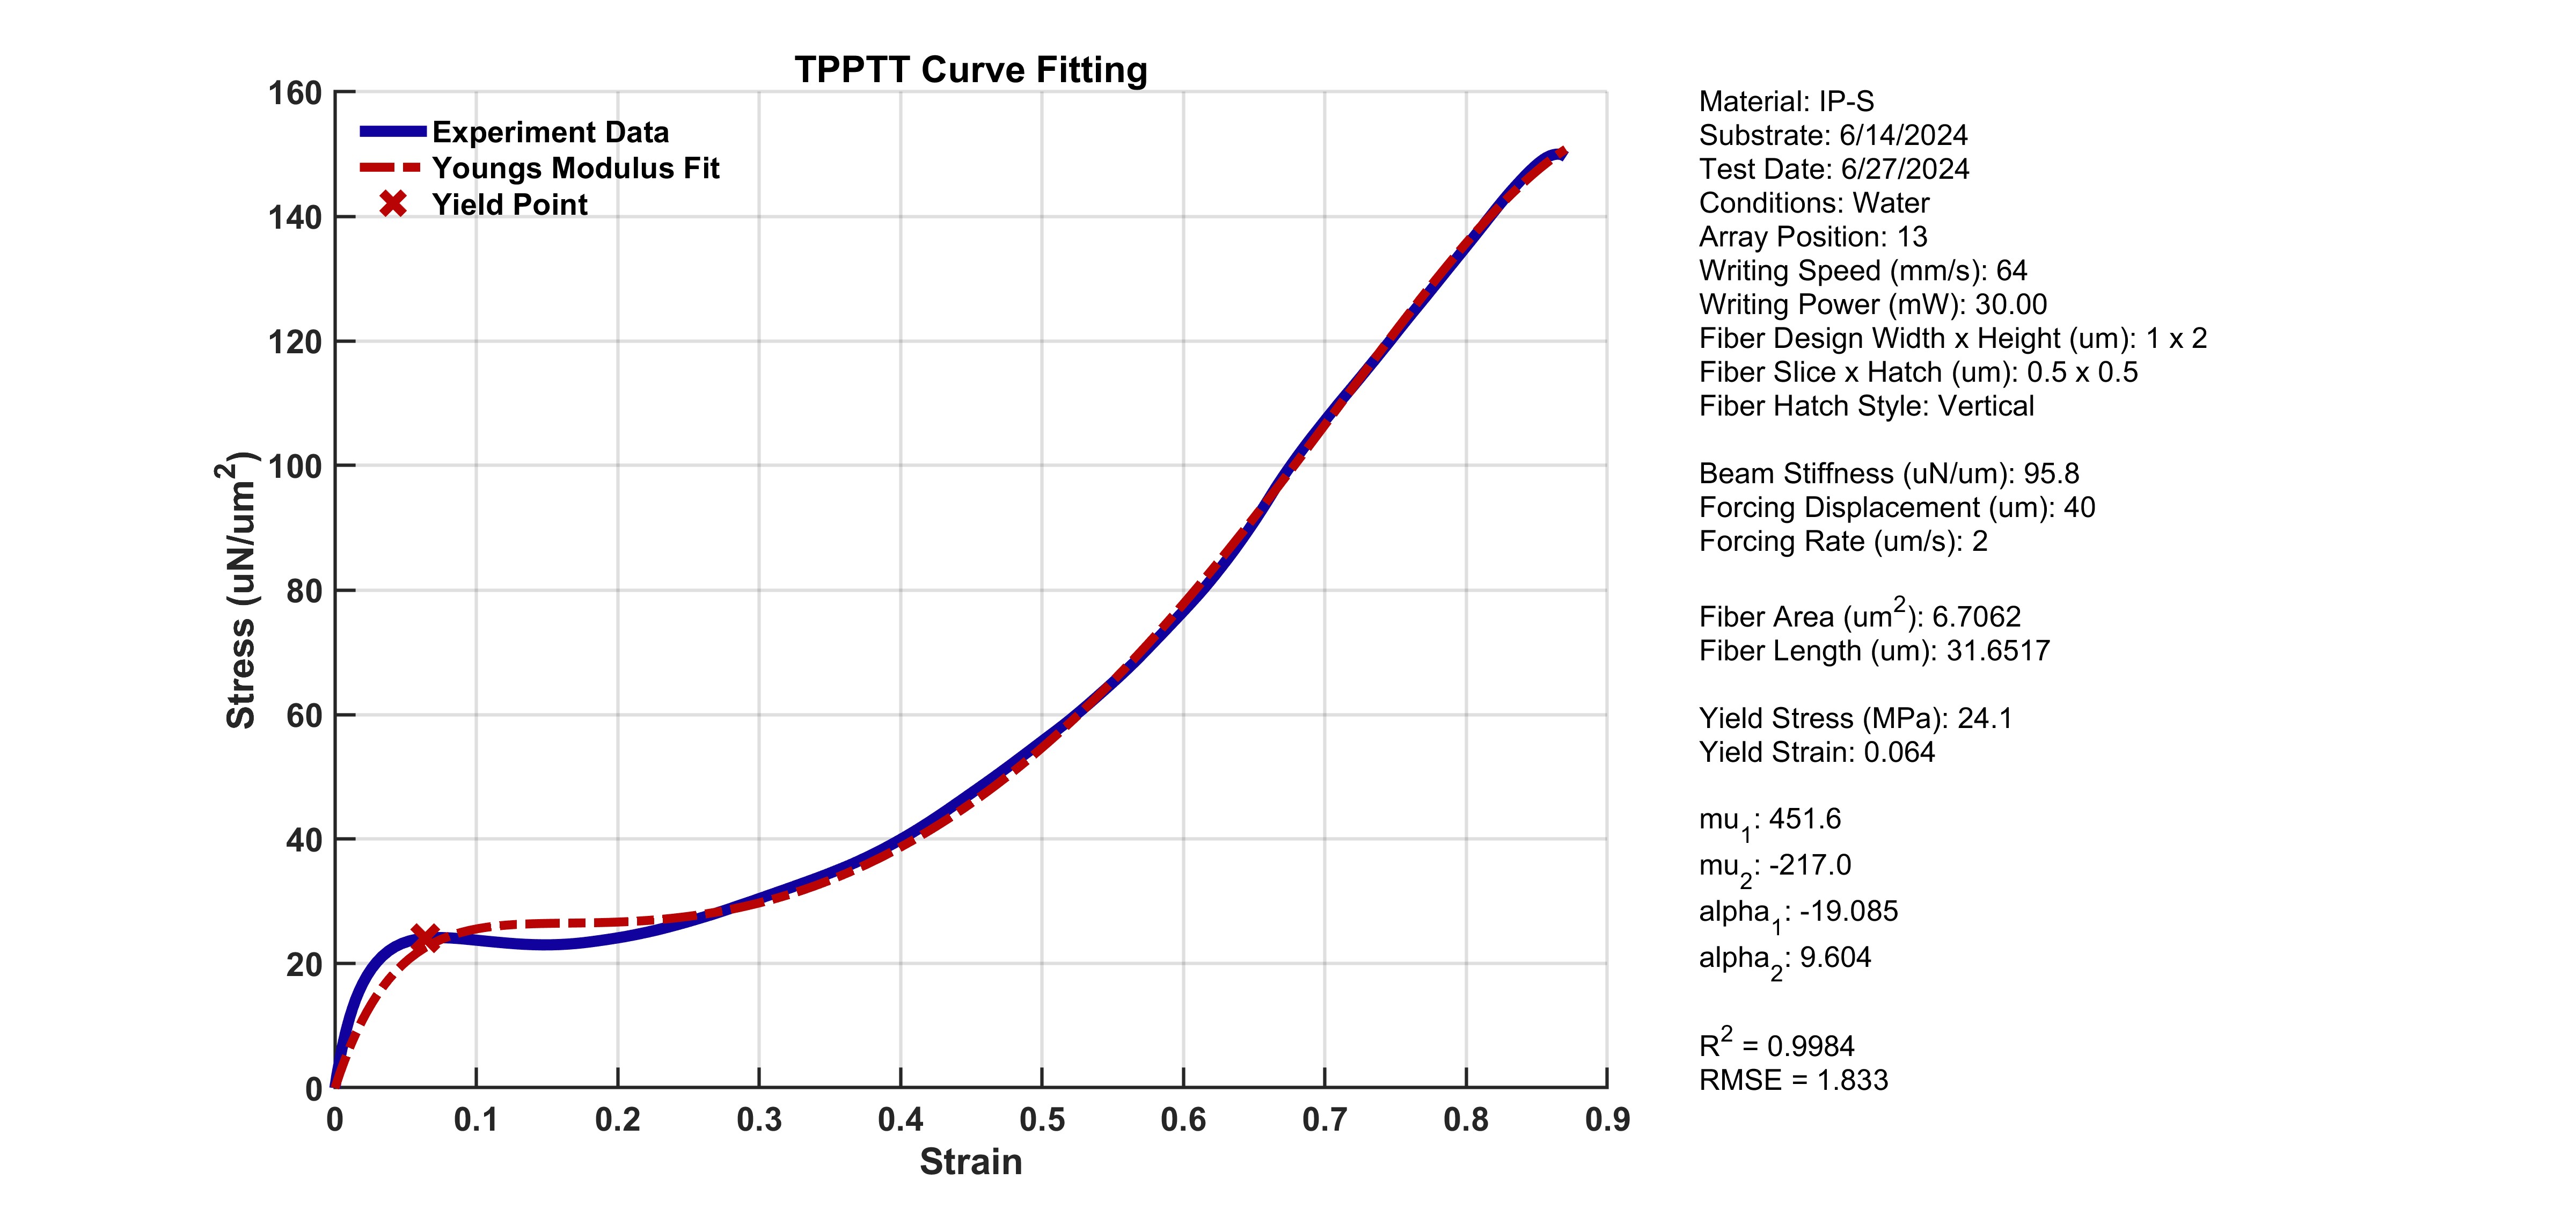 TPPTT Curve Fitting
160
140
120
100
80
60
40
20
0
Stress (uN/um²)
Experiment Data
Youngs Modulus Fit
Yield Point
0 0.1 0.2 0.3 0.4 0.5 0.6 0.7 0.8 0.9
Strain
Material: IP-S
Substrate: 6/14/2024
Test Date: 6/27/2024
Conditions: Water
Array Position: 13
Writing Speed (mm/s): 64
Writing Power (mW): 30.00
Fiber Design Width x Height (um): 1 x 2
Fiber Slice x Hatch (um): 0.5 x 0.5
Fiber Hatch Style: Vertical
Beam Stiffness (uN/um): 95.8
Forcing Displacement (um): 40
Forcing Rate (um/s): 2
Fiber Area (um²): 6.7062
Fiber Length (um): 31.6517
Yield Stress (MPa): 24.1
Yield Strain: 0.064
mu₁: 451.6
mu₂: -217.0
alpha₁: -19.085
alpha₂: 9.604
R² = 0.9984
RMSE = 1.833